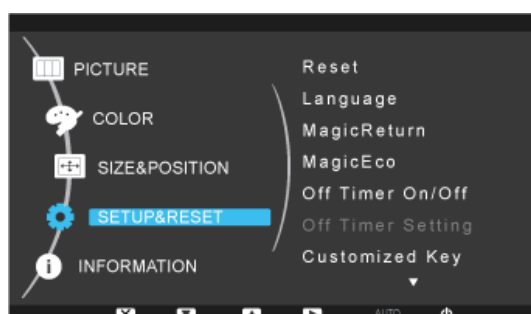 PICTURE
COLOR
SIZE&POSITION
SETUP&RESET
INFORMATION
Reset
Language
MagicReturn
MagicEco
Off Timer On/Off
Off Timer Setting
Customized Key
AUTO